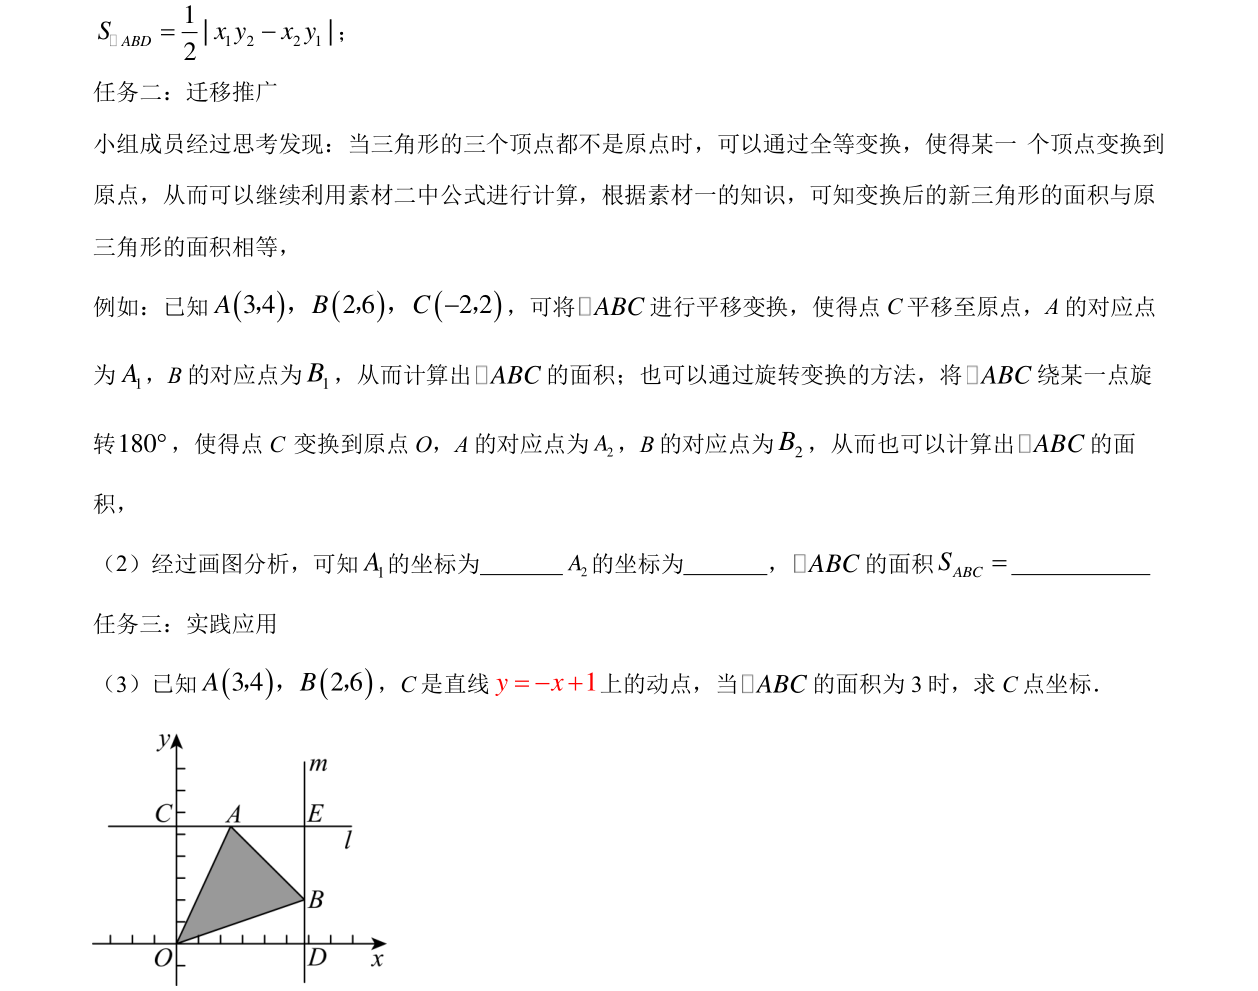 S□ABD = 1/2 | x₁y₂ − x₂y₁ |；
任务二：迁移推广
小组成员经过思考发现：当三角形的三个顶点都不是原点时，可以通过全等变换，使得某一 个顶点变换到
原点，从而可以继续利用素材二中公式进行计算，根据素材一的知识，可知变换后的新三角形的面积与原
三角形的面积相等，
例如：已知 A(3,4)，B(2,6)，C(−2,2)，可将□ABC 进行平移变换，使得点 C 平移至原点，A 的对应点
为 A₁，B 的对应点为 B₁，从而计算出□ABC 的面积；也可以通过旋转变换的方法，将□ABC 绕某一点旋
转180°，使得点 C 变换到原点 O，A 的对应点为 A₂，B 的对应点为 B₂，从而也可以计算出□ABC 的面
积，
（2）经过画图分析，可知 A₁ 的坐标为_______ A₂ 的坐标为_______，□ABC 的面积 S ABC = ____________
任务三：实践应用
（3）已知 A(3,4)，B(2,6)，C 是直线 y=−x+1上的动点，当□ABC 的面积为 3 时，求 C 点坐标．
y
m
C A E
l
B
O D x